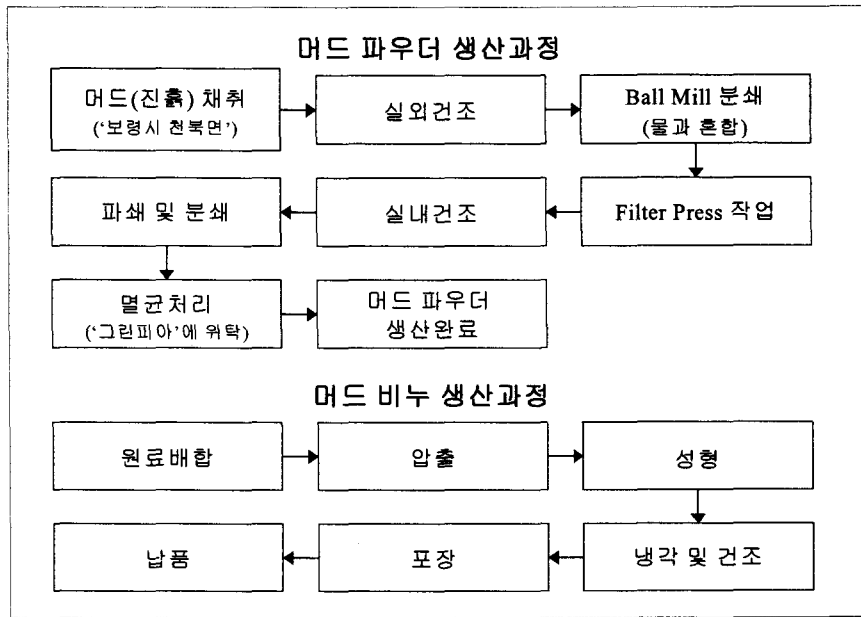 머드 파우더 생산과정
머드(진흙) 채취
('보령시 천북면')
실외건조
Ball Mill 분쇄
(물과 혼합)
Filter Press 작업
실내건조
파쇄 및 분쇄
멸균처리
('그린피아'에 위탁)
머드 파우더
생산완료
머드 비누 생산과정
원료배합
압출
성형
냉각 및 건조
포장
납품